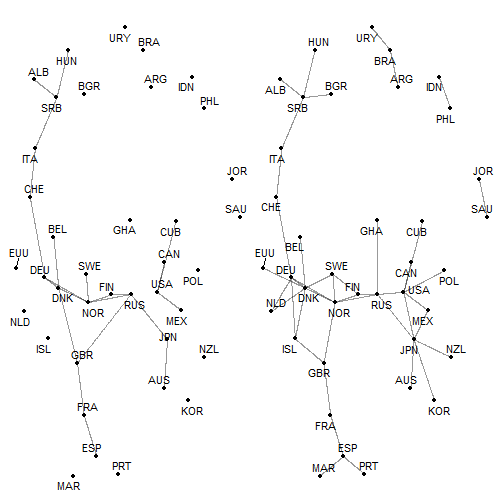 URY
BRA
HUN
ALB
BGR
ARG
IDN
PHL
SRB
ITA
JOR
CHE
SAU
BEL
GHA
CUB
EUU
SWE
CAN
DEU
POL
FIN
USA
DNK
RUS
NOR
NLD
MEX
ISL
JPN
GBR
NZL
AUS
FRA
KOR
ESP
PRT
MAR
URY
HUN
BRA
ARG
ALB
BGR
IDN
SRB
PHL
ITA
JOR
CHE
SAU
GHA
CUB
BEL
EUU
SWE
DEU
CAN
POL
FIN
USA
DNK
NLD
RUS
NOR
MEX
ISL
JPN
NZL
GBR
AUS
KOR
FRA
ESP
MAR
PRT